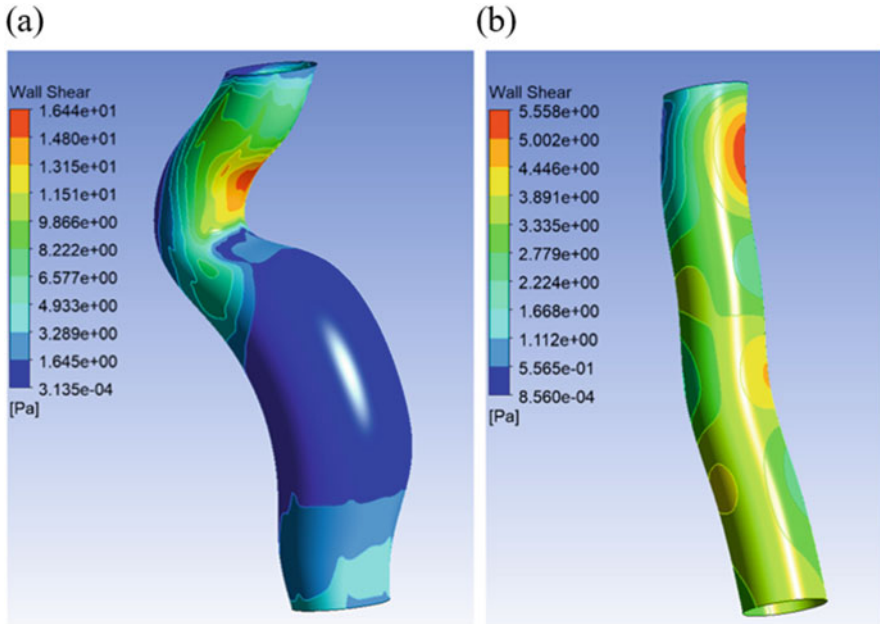 (a)
Wall Shear
1.644e+01
1.480e+01
1.315e+01
1.151e+01
9.866e+00
8.222e+00
6.577e+00
4.933e+00
3.289e+00
1.645e+00
3.135e-04
[Pa]
(b)
Wall Shear
5.558e+00
5.002e+00
4.446e+00
3.891e+00
3.335e+00
2.779e+00
2.224e+00
1.668e+00
1.112e+00
5.565e-01
8.560e-04
[Pa]